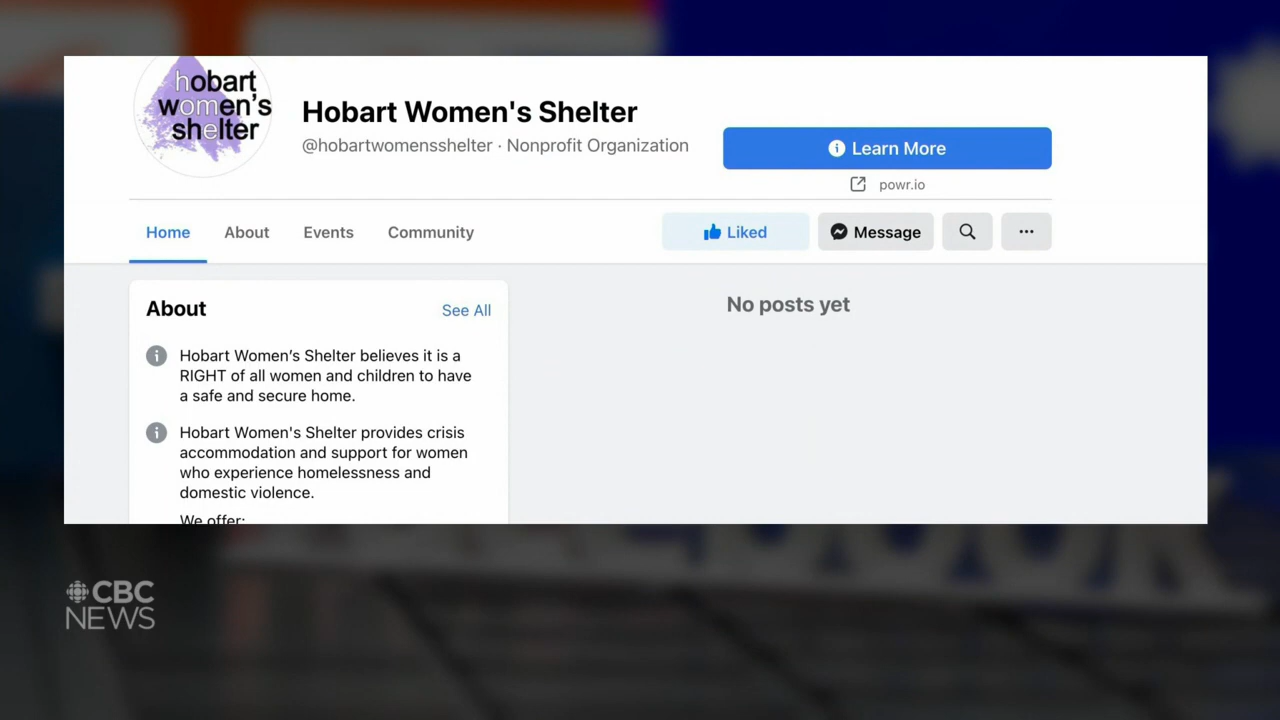 hobart
women's
shelter
Hobart Women's Shelter
@hobartwomensshelter · Nonprofit Organization
Learn More
powr.io
Home
About
Events
Community
Liked
Message
About
See All
No posts yet
Hobart Women’s Shelter believes it is a
RIGHT of all women and children to have
a safe and secure home.
Hobart Women's Shelter provides crisis
accommodation and support for women
who experience homelessness and
domestic violence.
We offer:
CBC
NEWS